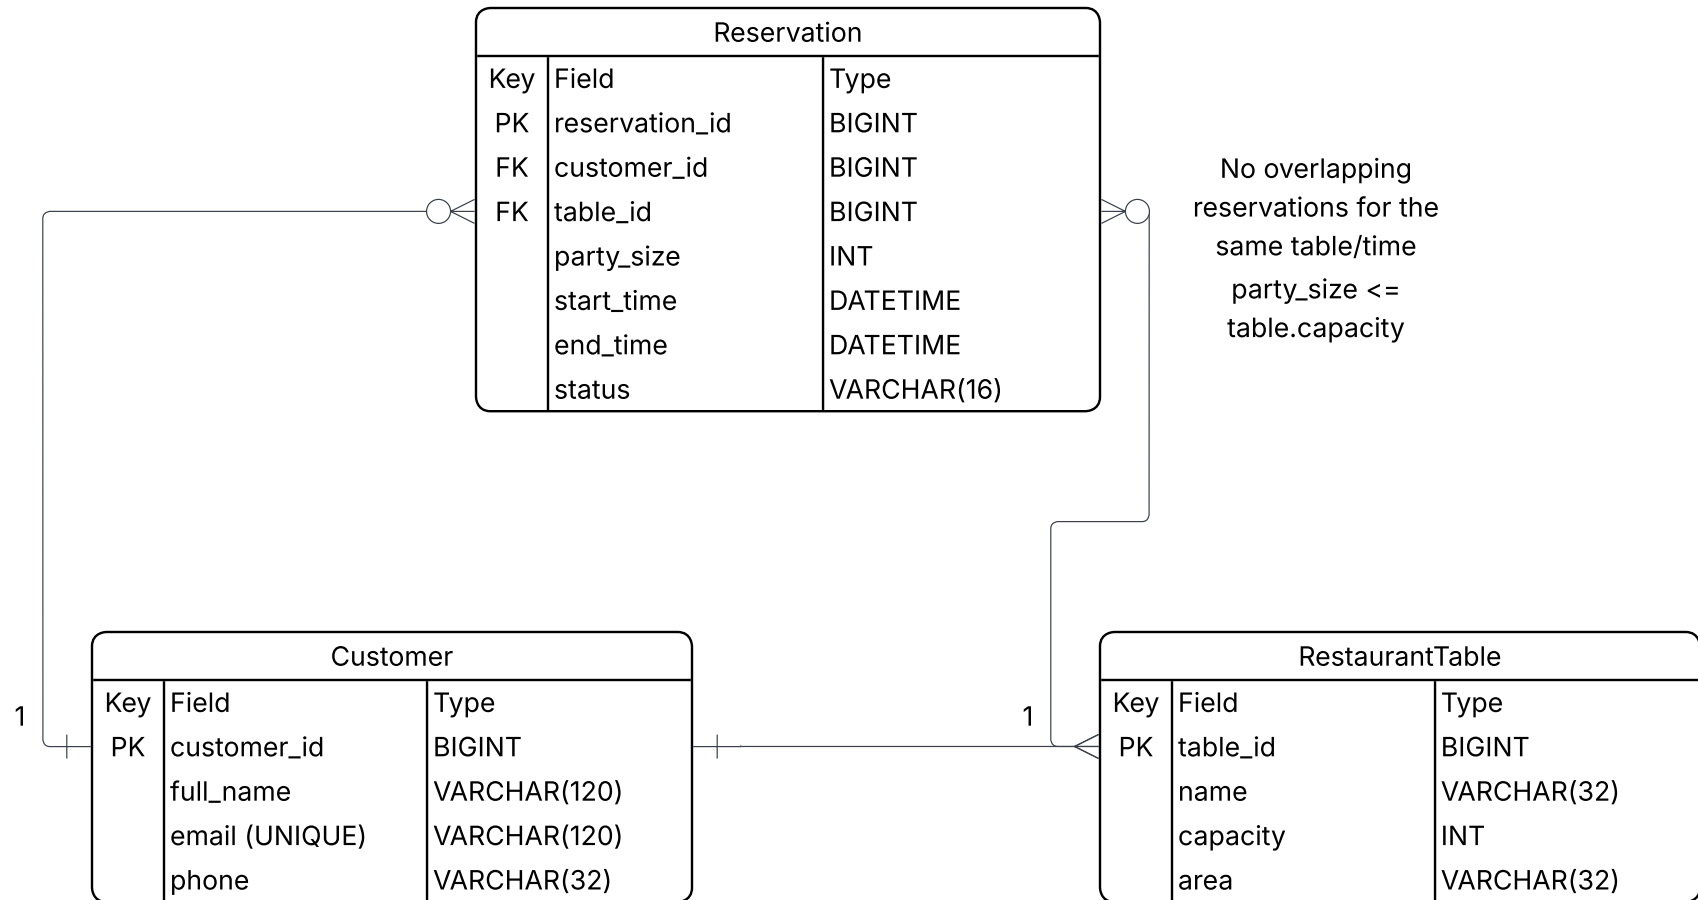 Reservation
Key Field Type
PK reservation_id BIGINT
FK customer_id BIGINT
FK table_id BIGINT
party_size INT
start_time DATETIME
end_time DATETIME
status VARCHAR(16)
No overlapping
reservations for the
same table/time
party_size <=
table.capacity
1
Customer
Key Field Type
PK customer_id BIGINT
full_name VARCHAR(120)
email (UNIQUE) VARCHAR(120)
phone VARCHAR(32)
1
RestaurantTable
Key Field Type
PK table_id BIGINT
name VARCHAR(32)
capacity INT
area VARCHAR(32)